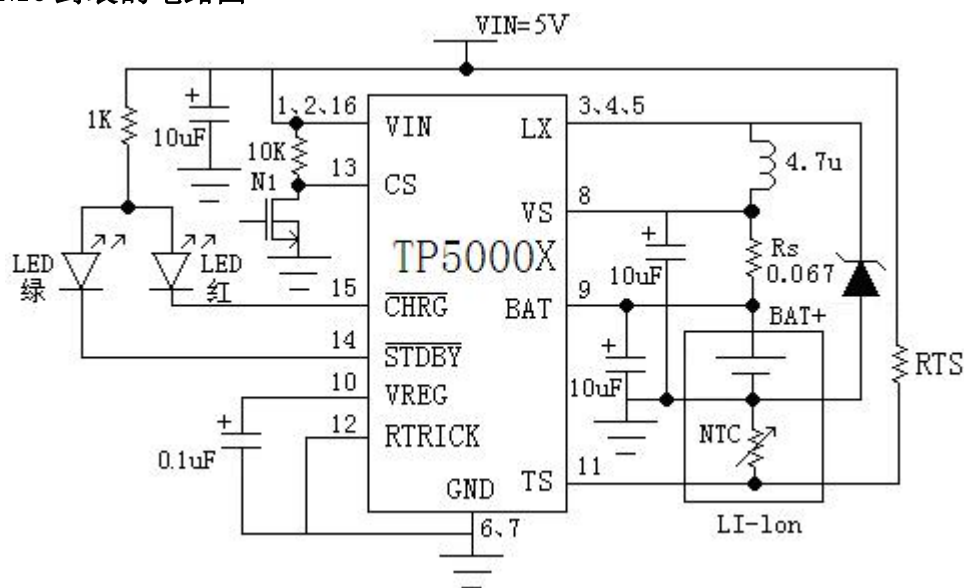 VIN=5V
1K
10uF
1、2、16
VIN
LX
3、4、5
10K
N1
13
CS
4.7u
VS
8
TP5000X
LED
绿
LED
红
10uF
Rs
0.067
15
CHRG
BAT
9
BAT+
14
STDBY
10uF
RTS
10
VREG
0.1uF
12
RTRICK
NTC
TS
11
GND
6、7
LI-lon